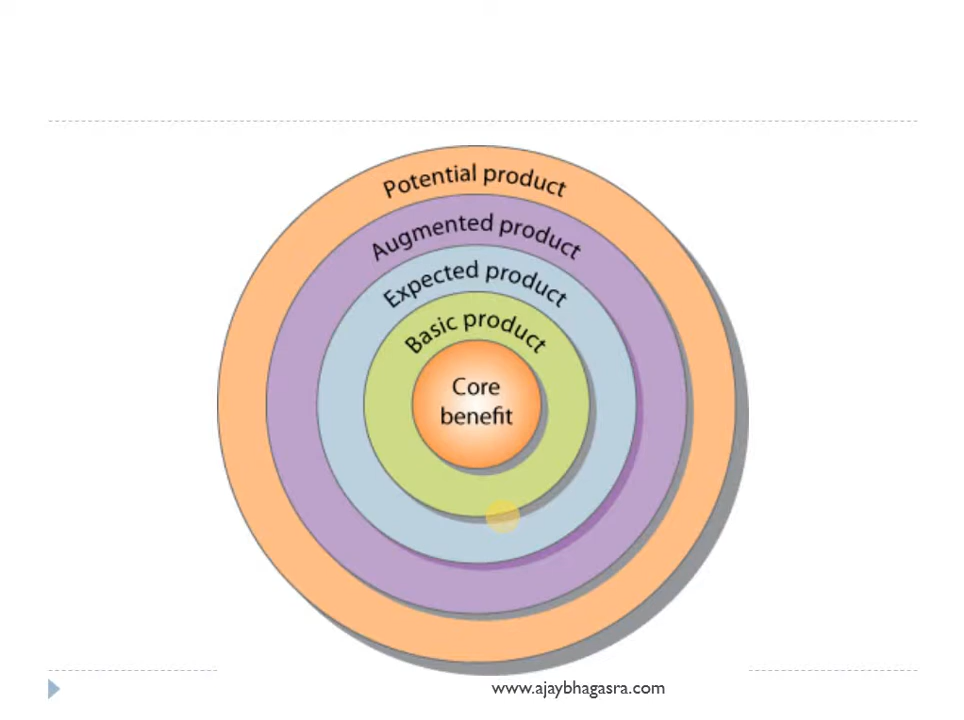 Potential product
Augmented product
Expected product
Basic product
Core
benefit
www.ajaybhagasra.com